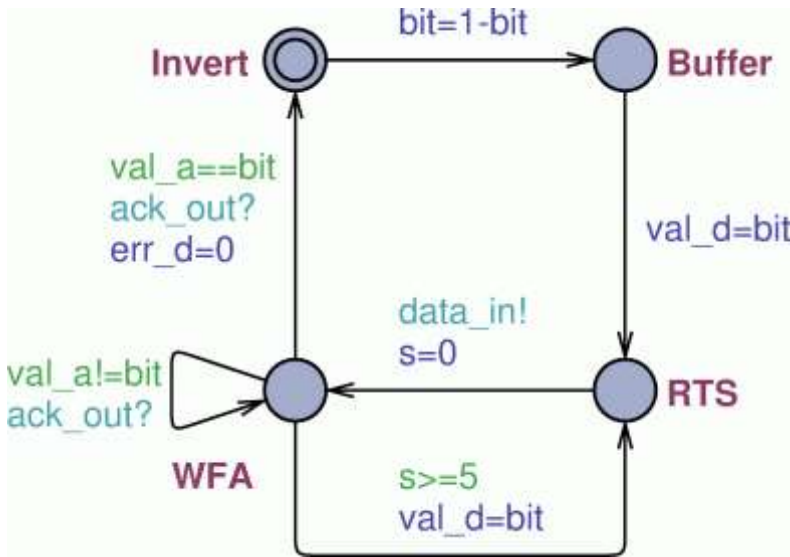 bit=1-bit
Invert
Buffer
val_a==bit
ack_out?
err_d=0
val_d=bit
data_in!
s=0
val_a!=bit
ack_out?
RTS
WFA
s>=5
val_d=bit